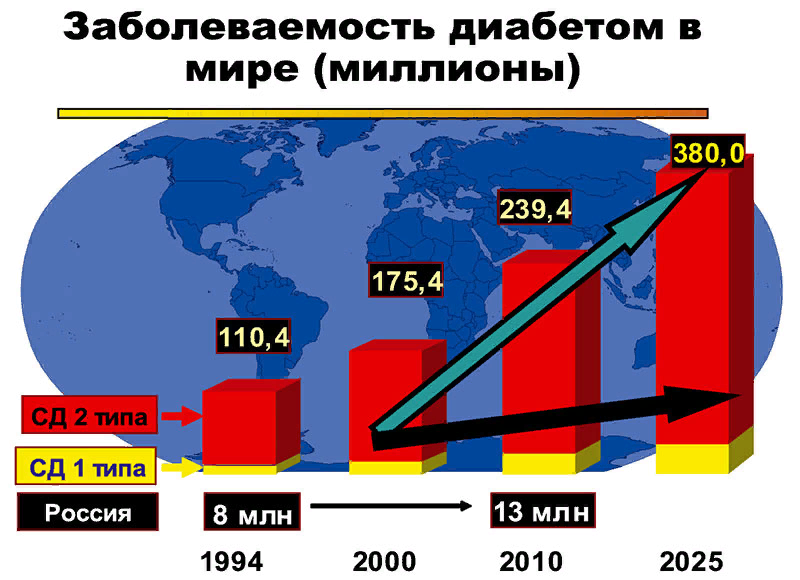 Заболеваемость диабетом в
мире (миллионы)
380,0
239,4
175,4
110,4
СД 2 типа
СД 1 типа
Россия 8 млн 13 млн
1994 2000 2010 2025